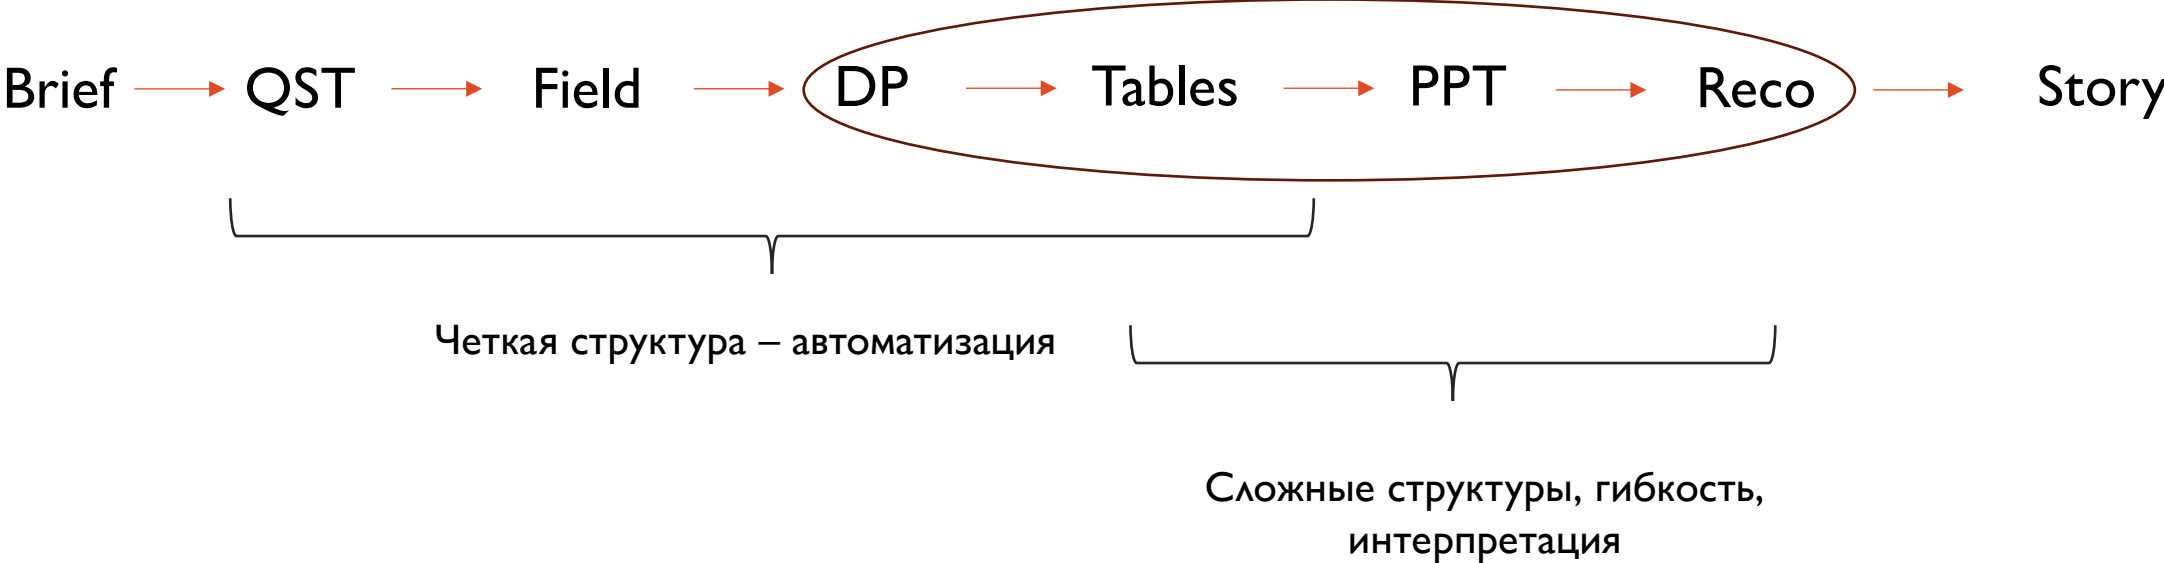 Brief QST Field DP Tables PPT Reco Story
Четкая структура – автоматизация
Сложные структуры, гибкость,
интерпретация